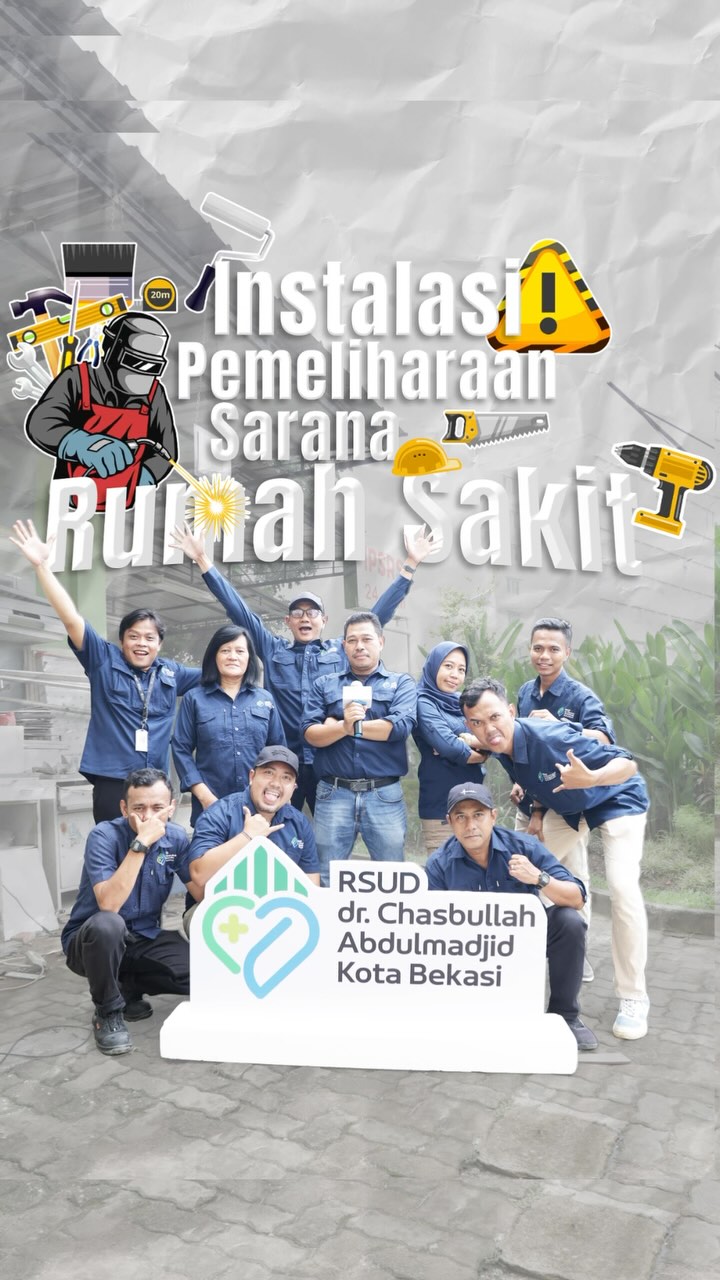 20m
Instalasi
Pemeliharaan
Sarana
Rumah Sakit
RSUD
dr. Chasbullah
Abdulmadjid
Kota Bekasi